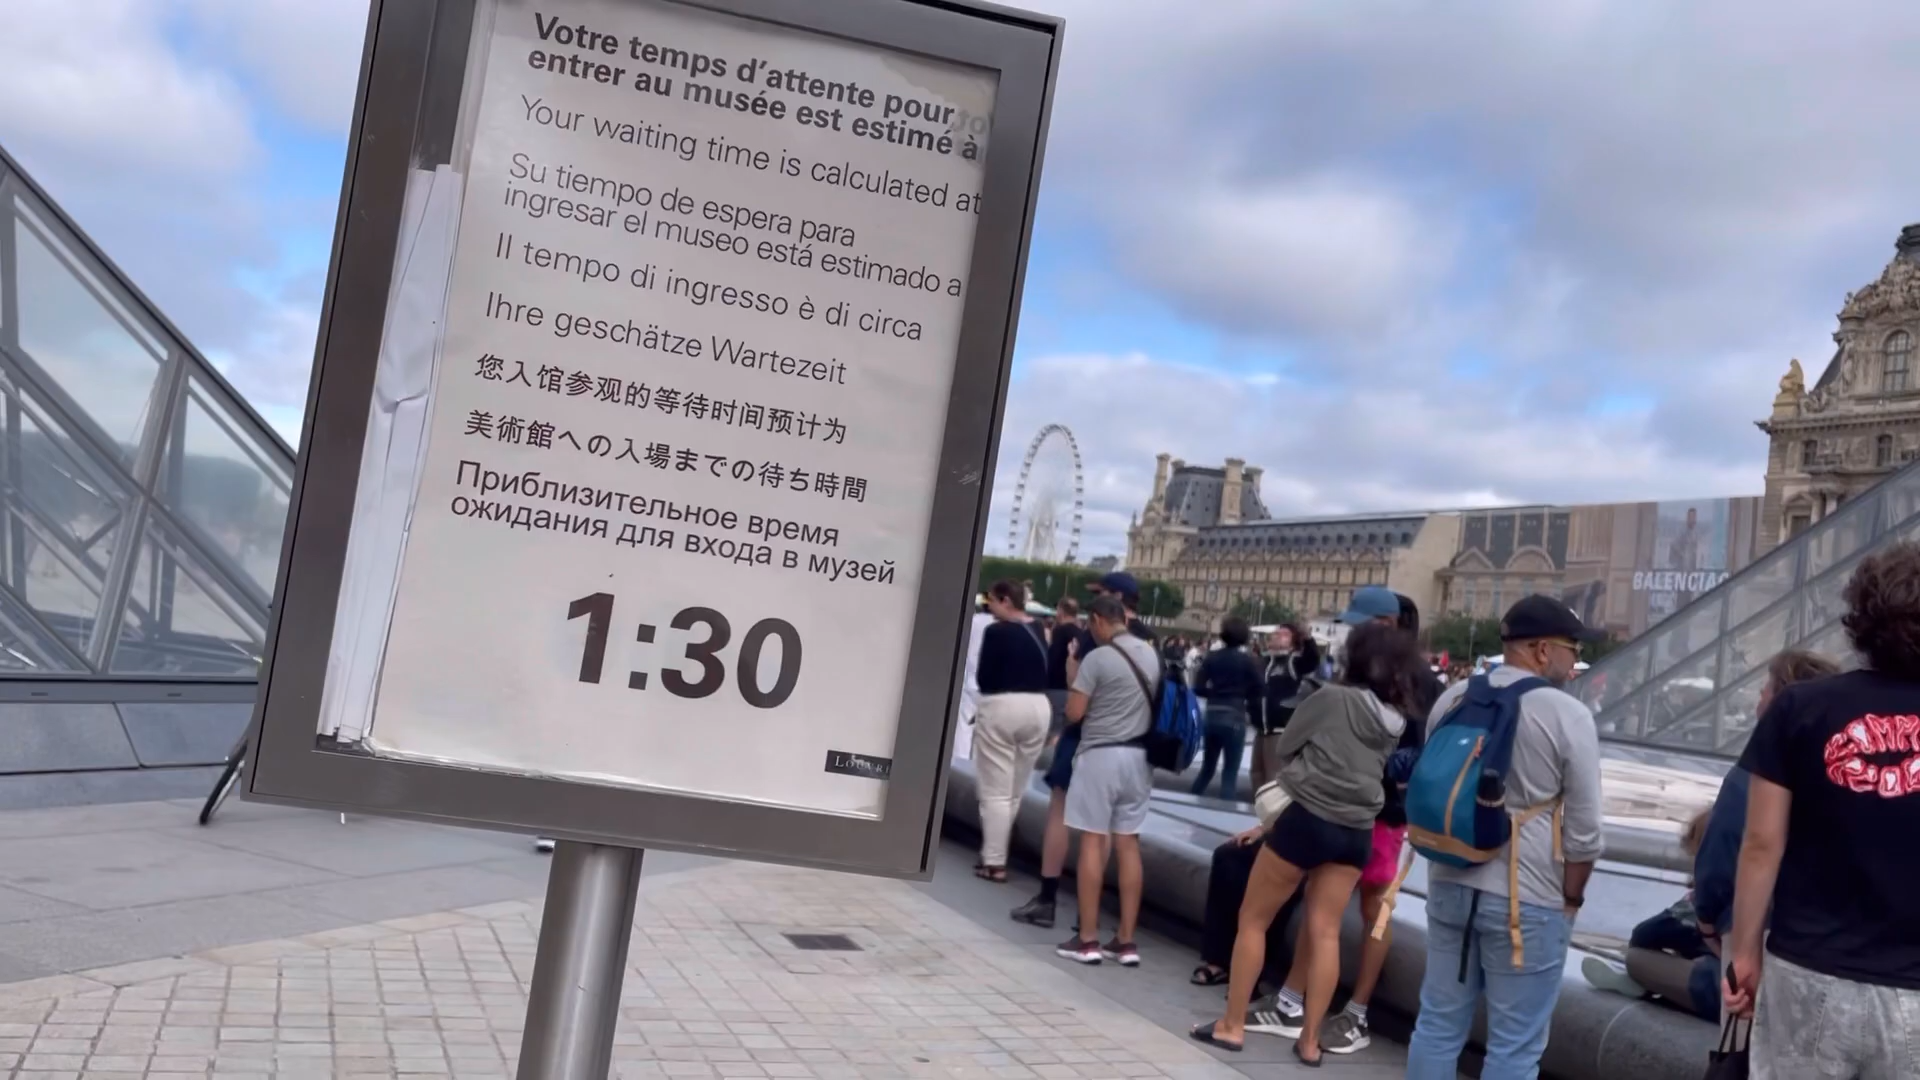 Votre temps d'attente pour
entrer au musée est estimé à
Your waiting time is calculated at
Su tiempo de espera para
ingresar el museo está estimado a
Il tempo di ingresso è di circa
Ihre geschätze Wartezeit
您入馆参观的等待时间预计为
美術館への入場までの待ち時間
Приблизительное время
ожидания для входа в музей
1:30
LOUVRE
BALENCIAG